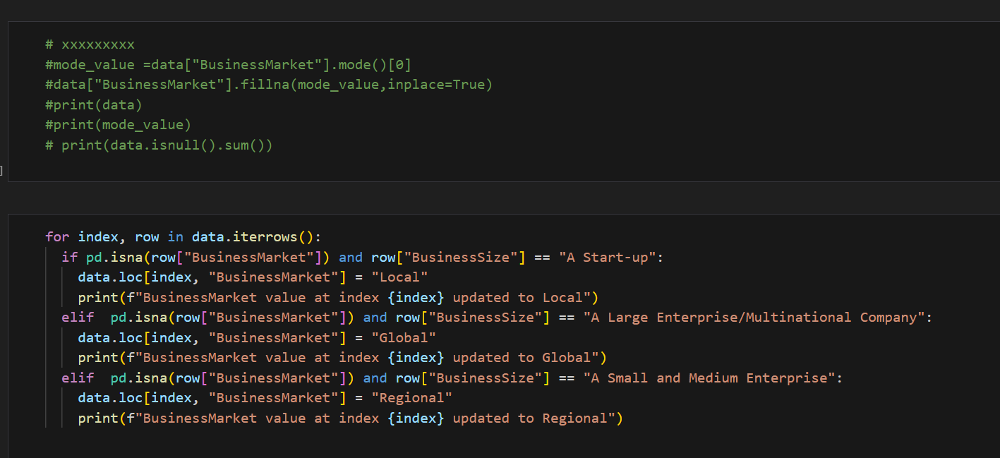 # xxxxxxxxx
#mode_value =data["BusinessMarket"].mode()[0]
#data["BusinessMarket"].fillna(mode_value,inplace=True)
#print(data)
#print(mode_value)
# print(data.isnull().sum())
]
for index, row in data.iterrows():
  if pd.isna(row["BusinessMarket"]) and row["BusinessSize"] == "A Start-up":
    data.loc[index, "BusinessMarket"] = "Local"
    print(f"BusinessMarket value at index {index} updated to Local")
  elif  pd.isna(row["BusinessMarket"]) and row["BusinessSize"] == "A Large Enterprise/Multinational Company":
    data.loc[index, "BusinessMarket"] = "Global"
    print(f"BusinessMarket value at index {index} updated to Global")
  elif  pd.isna(row["BusinessMarket"]) and row["BusinessSize"] == "A Small and Medium Enterprise":
    data.loc[index, "BusinessMarket"] = "Regional"
    print(f"BusinessMarket value at index {index} updated to Regional")